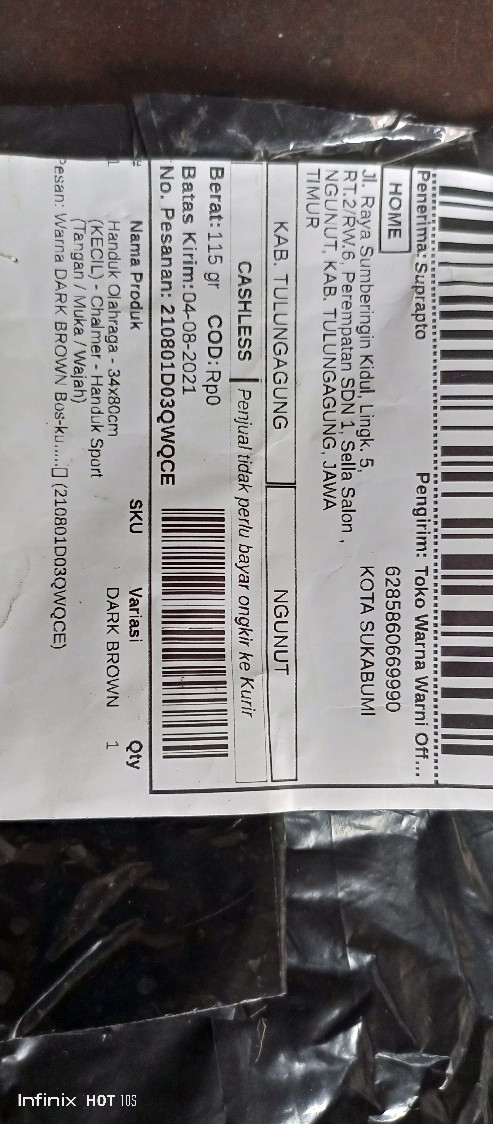 Penerima: Suprapto
Pengirim: Toko Warna Warni Off...
HOME
6285860669990
Jl. Raya Sumberingin Kidul, Lingk. 5,
RT.2/RW.6, Perempatan SDN 1, Sella Salon ,
NGUNUT, KAB. TULUNGAGUNG, JAWA
TIMUR
KOTA SUKABUMI
KAB. TULUNGAGUNG
NGUNUT
CASHLESS
Penjual tidak perlu bayar ongkir ke Kurir
Berat: 115 gr COD: Rp0
Batas Kirim: 04-08-2021
No. Pesanan: 210801D03QWQCE
# Nama Produk SKU Variasi Qty
1 Handuk Olahraga - 34x80cm DARK BROWN 1
(KECIL) - Chalmer - Handuk Sport
(Tangan / Muka / Wajah)
Pesan: Warna DARK BROWN Bos-ku.....▯ (210801D03QWQCE)
Infinix HOT 10S